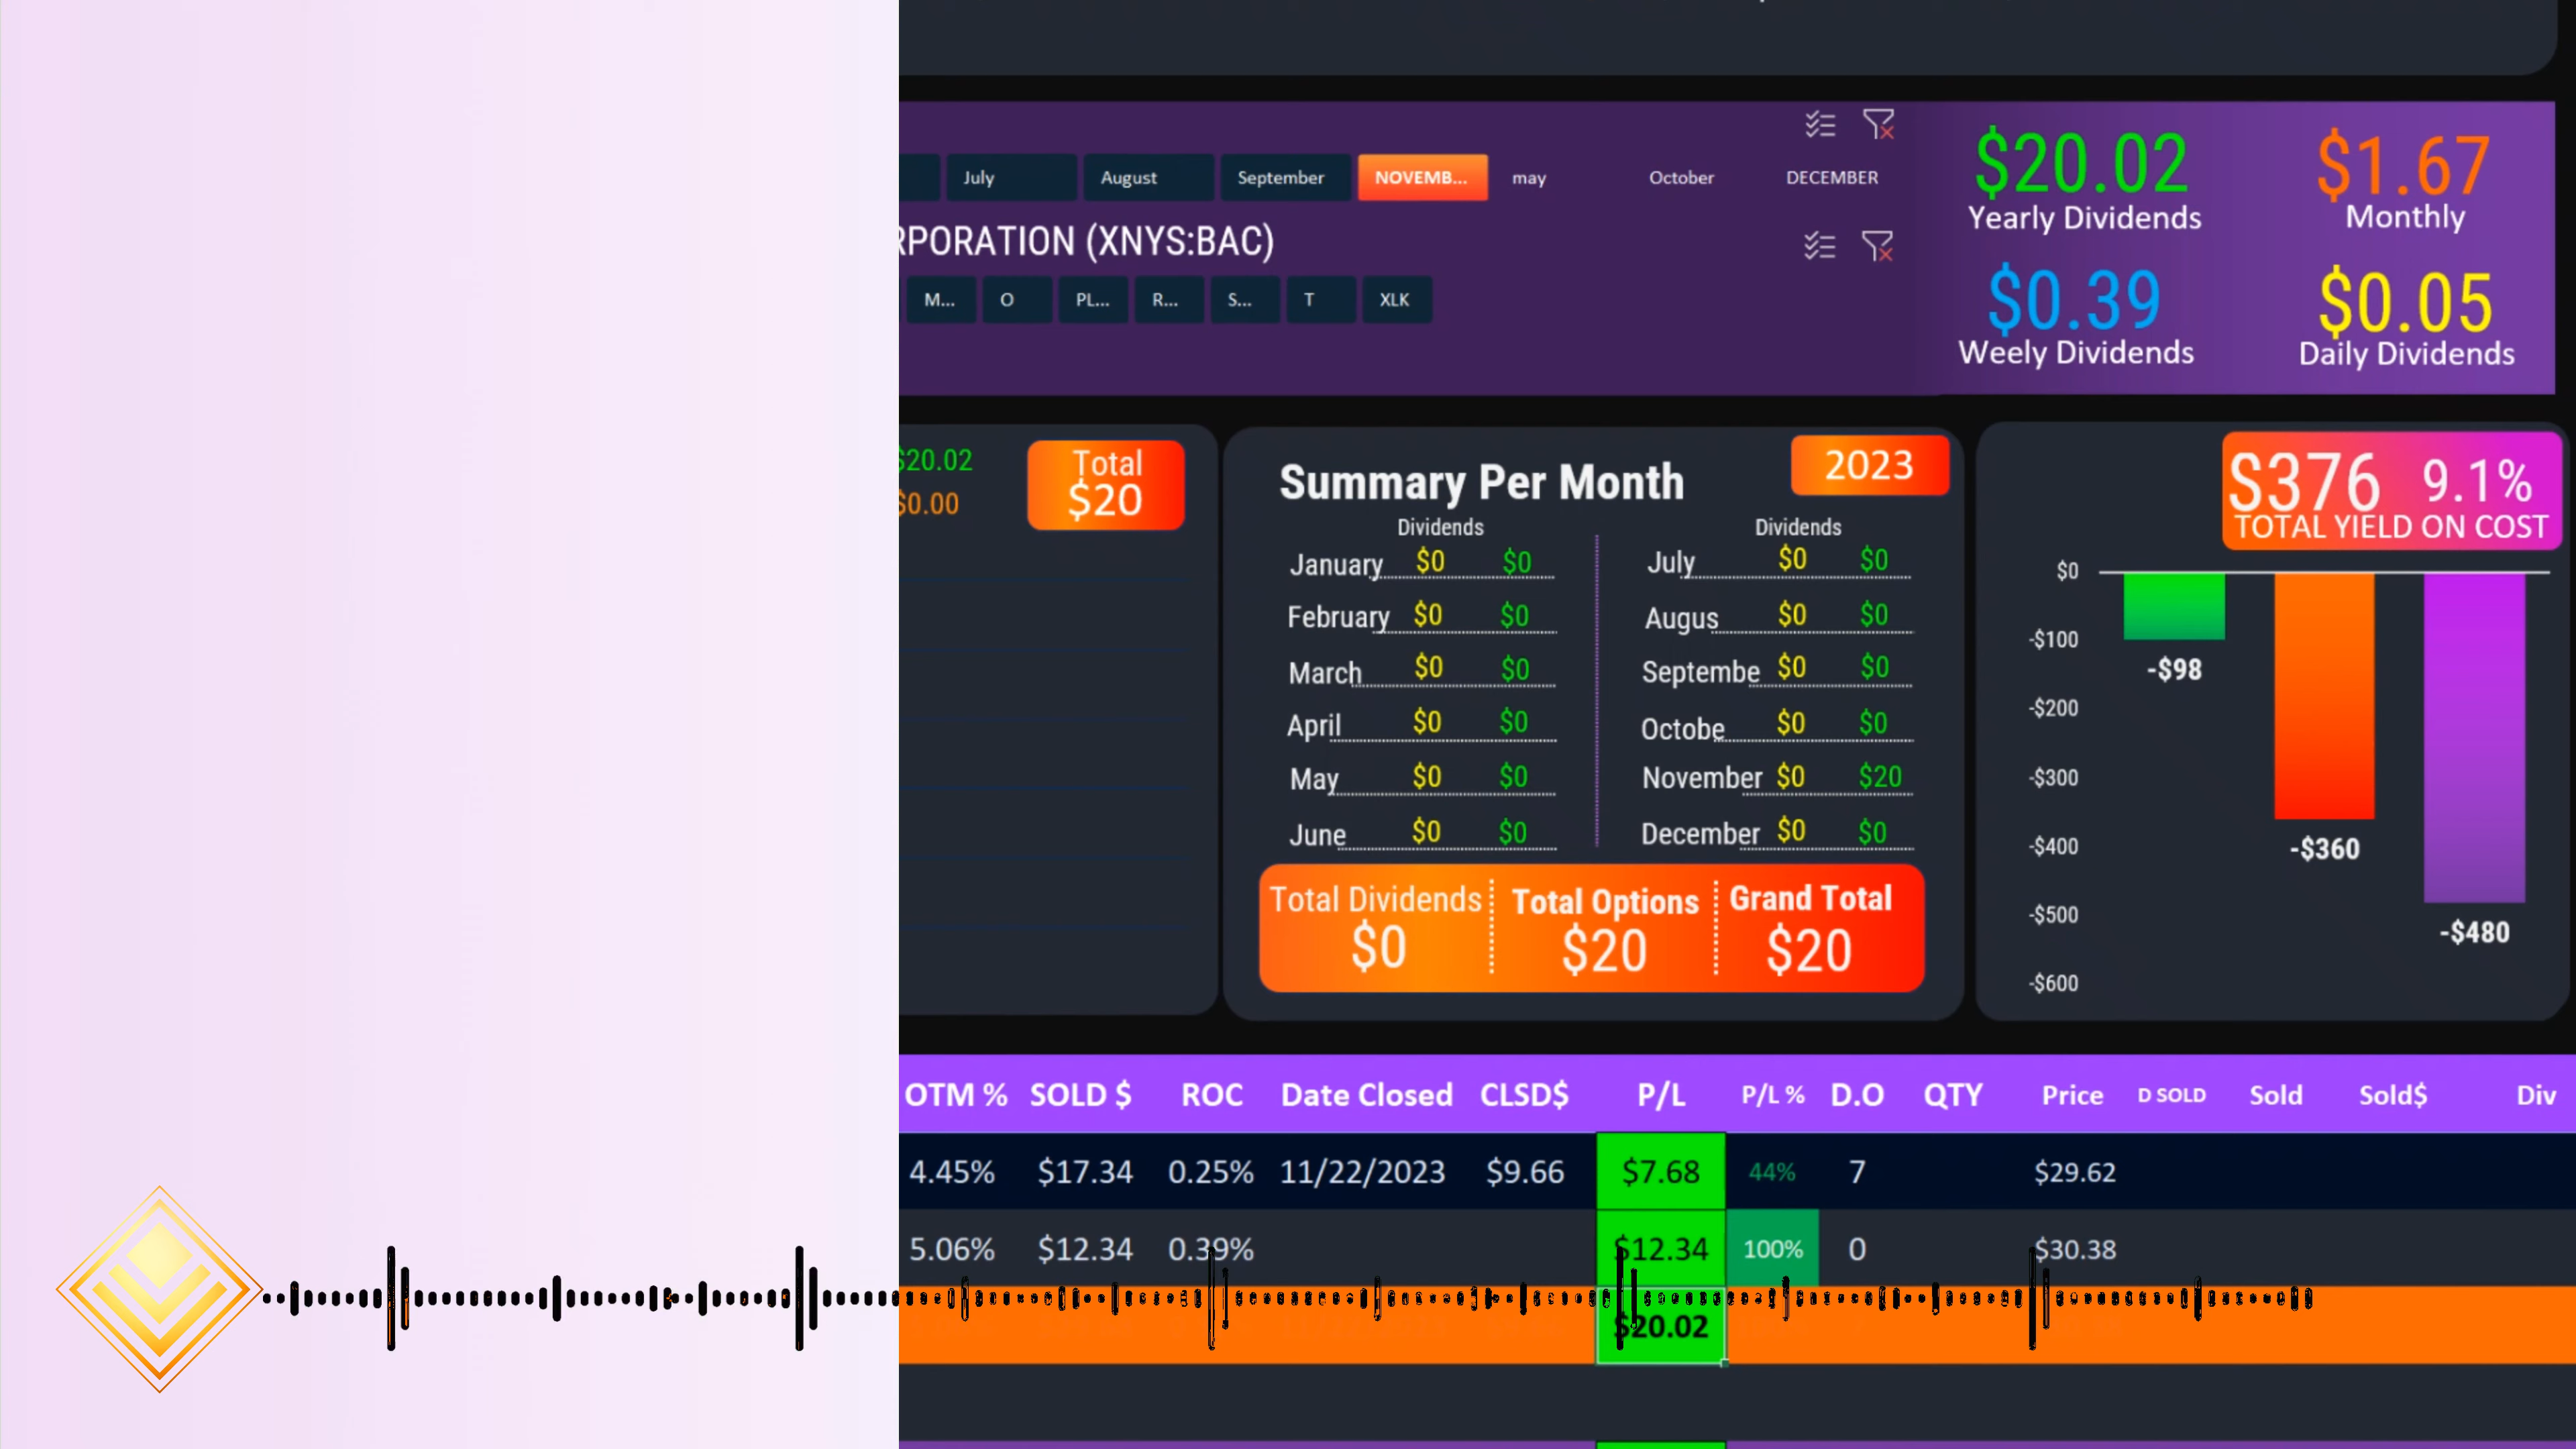 July August September NOVEMB... may October DECEMBER
RPORATION (XNYS:BAC)
M... O PL... R... S... T XLK
$20.02 $1.67
Yearly Dividends Monthly
$0.39 $0.05
Weely Dividends Daily Dividends
$20.02
$0.00
Total
$20
Summary Per Month 2023
Dividends Dividends
January $0 $0 July $0 $0
February $0 $0 Augus $0 $0
March $0 $0 Septembe $0 $0
April $0 $0 Octobe $0 $0
May $0 $0 November $0 $20
June $0 $0 December $0 $0
Total Dividends Total Options Grand Total
$0 $20 $20
$376 9.1%
TOTAL YIELD ON COST
$0
-$100
-$98
-$200
-$300
-$400
-$360
-$500
-$480
-$600
OTM % SOLD $ ROC Date Closed CLSD$ P/L P/L % D.O QTY Price D SOLD Sold Sold$ Div
4.45% $17.34 0.25% 11/22/2023 $9.66 $7.68 44% 7 $29.62
5.06% $12.34 0.39% $12.34 100% 0 $30.38
$20.02